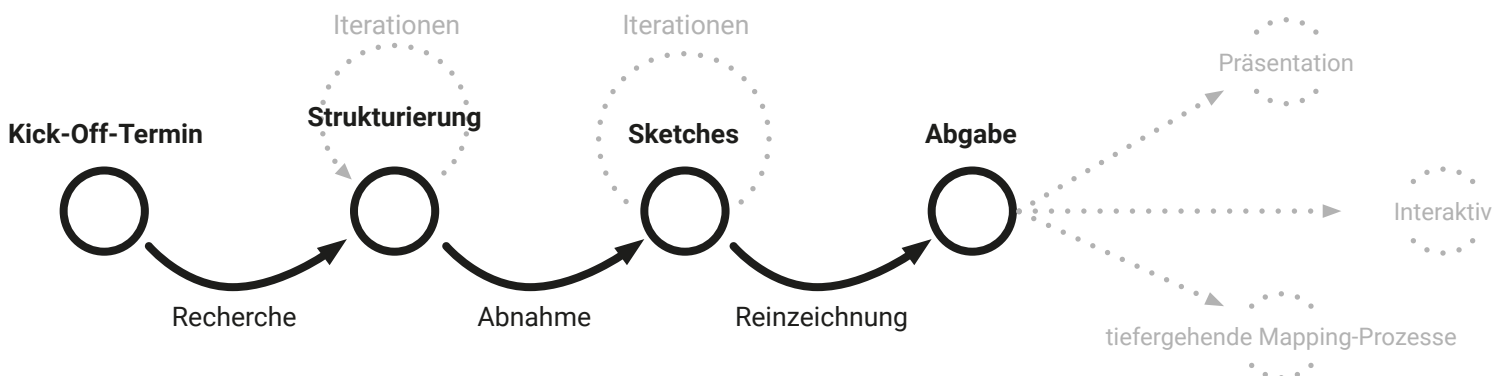 Iterationen
Iterationen
Präsentation
Strukturierung
Kick-Off-Termin
Sketches
Abgabe
Interaktiv
Recherche
Abnahme
Reinzeichnung
tiefergehende Mapping-Prozesse